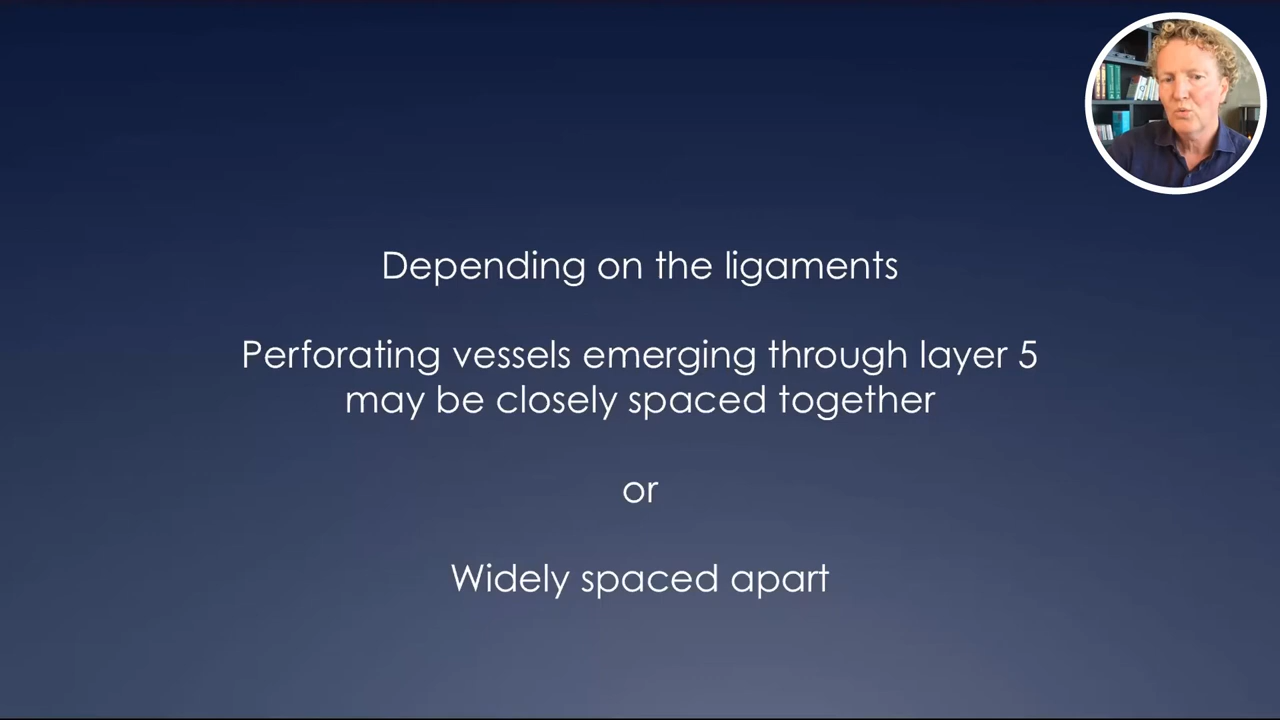 Depending on the ligaments
Perforating vessels emerging through layer 5
may be closely spaced together
or
Widely spaced apart